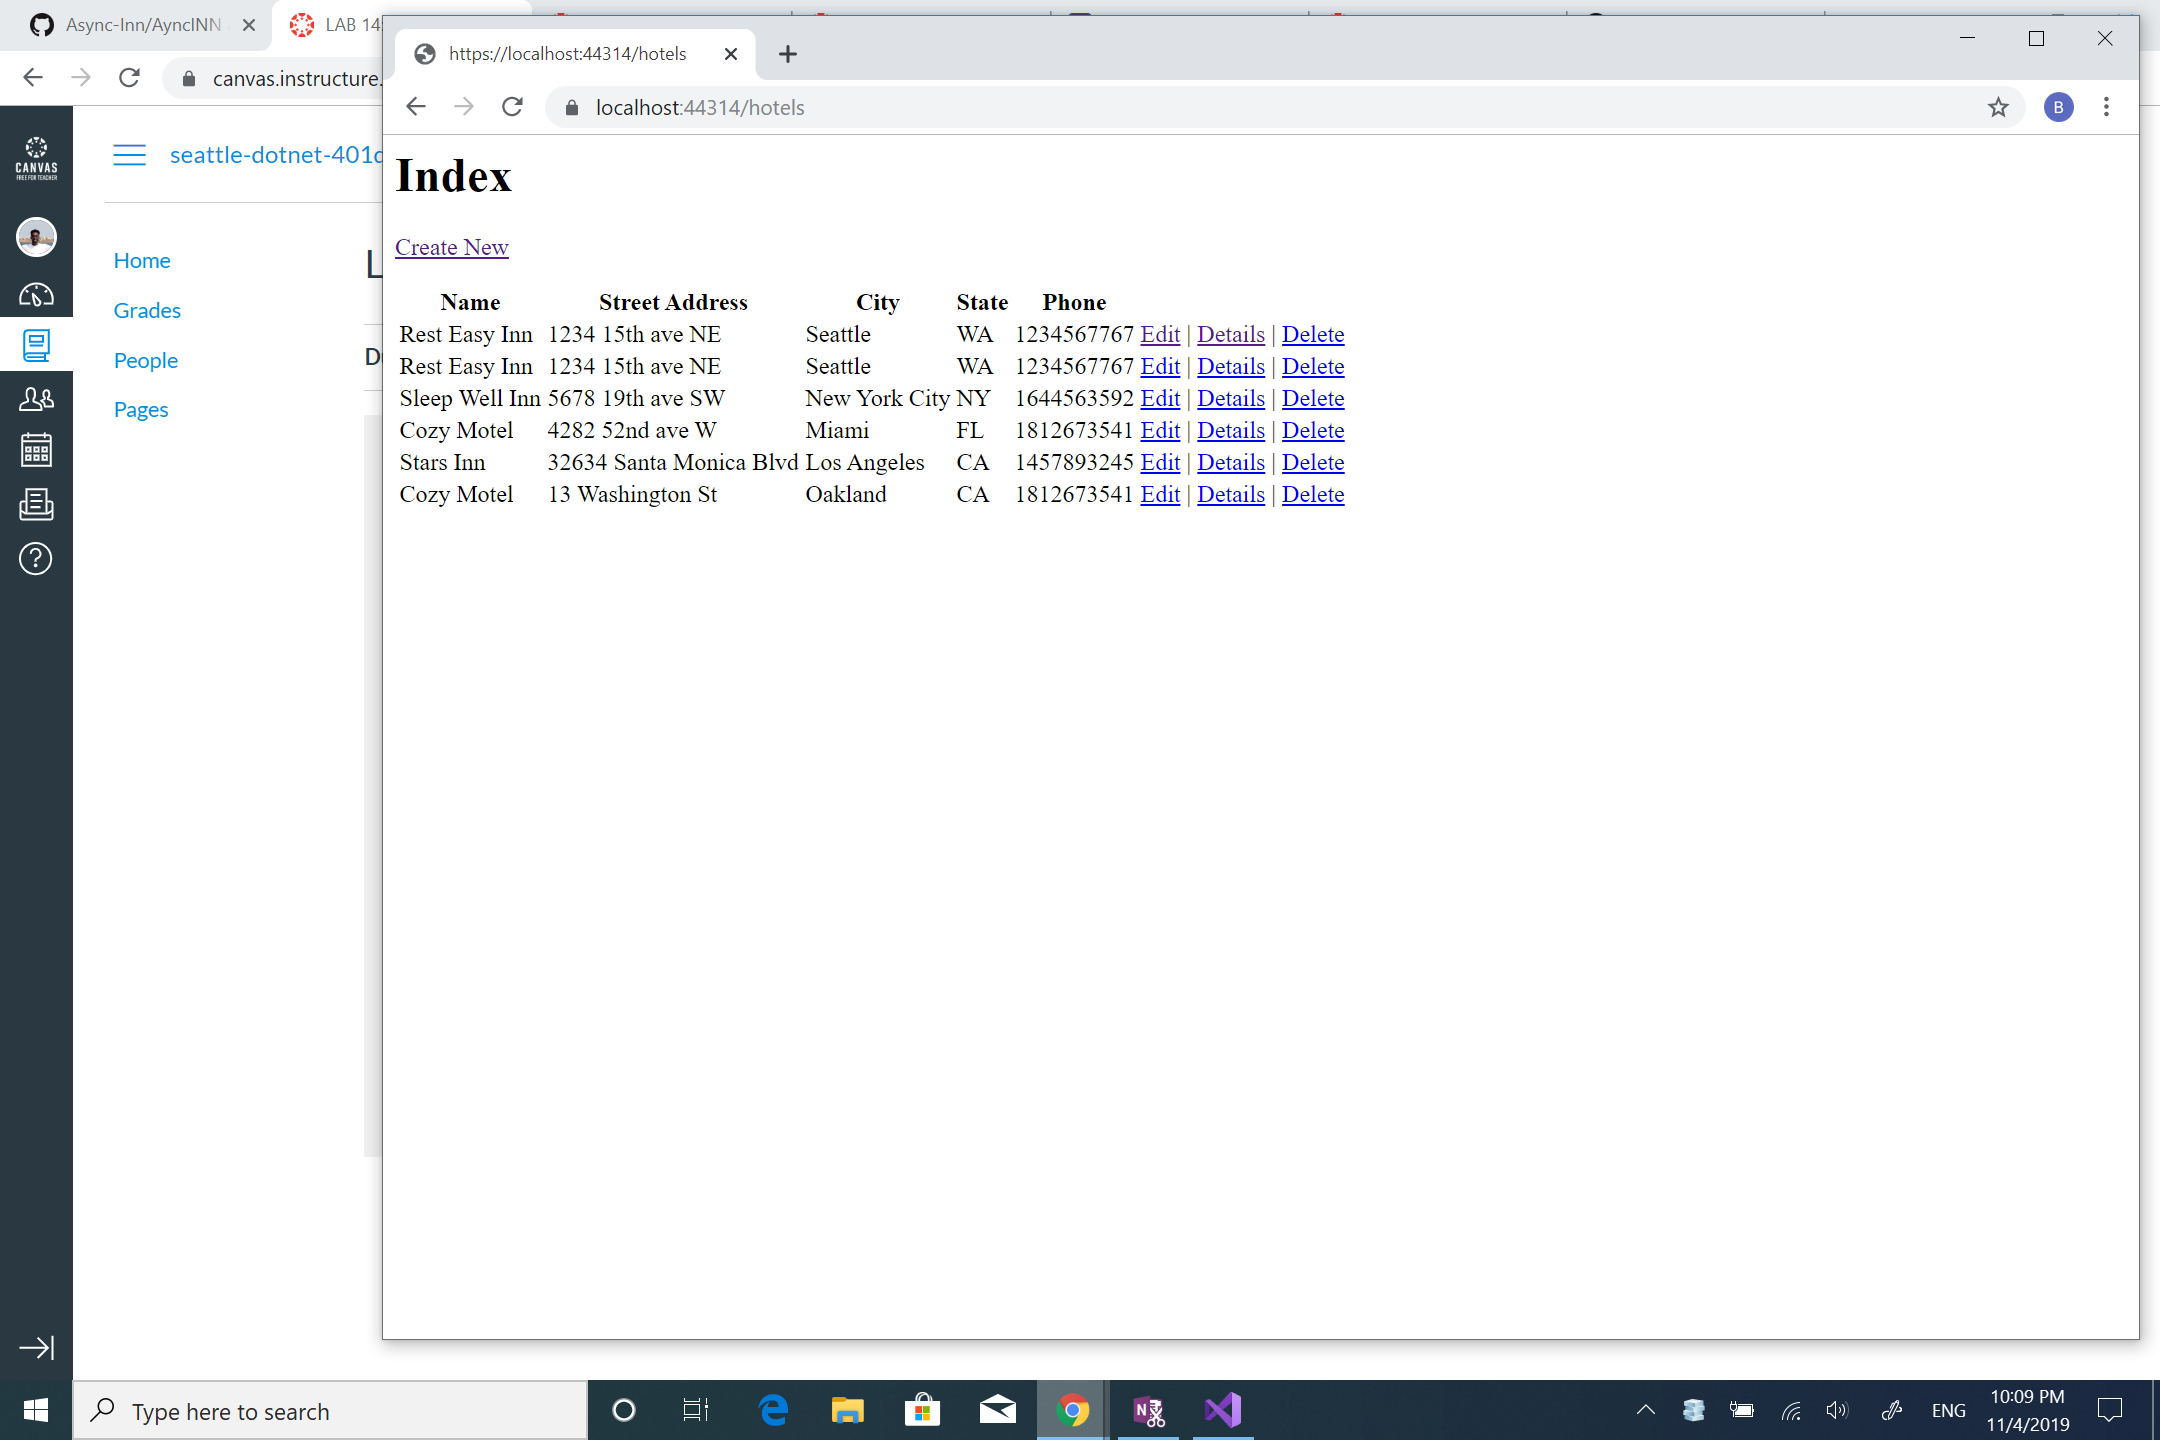 Async-Inn/AyncINN
LAB 14:
https://localhost:44314/hotels
canvas.instructure.
localhost:44314/hotels
B
CANVAS
FREE FOR TEACHER
seattle-dotnet-401d
Home
Grades
People
Pages
L
D
Index
Create New
Name Street Address City State Phone
Rest Easy Inn 1234 15th ave NE Seattle WA 1234567767 Edit | Details | Delete
Rest Easy Inn 1234 15th ave NE Seattle WA 1234567767 Edit | Details | Delete
Sleep Well Inn 5678 19th ave SW New York City NY 1644563592 Edit | Details | Delete
Cozy Motel 4282 52nd ave W Miami FL 1812673541 Edit | Details | Delete
Stars Inn 32634 Santa Monica Blvd Los Angeles CA 1457893245 Edit | Details | Delete
Cozy Motel 13 Washington St Oakland CA 1812673541 Edit | Details | Delete
Type here to search
N
ENG
10:09 PM
11/4/2019